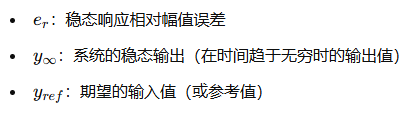 • e_r：稳态响应相对幅值误差
• y_∞：系统的稳态输出（在时间趋于无穷时的输出值）
• y_{ref}：期望的输入值（或参考值）